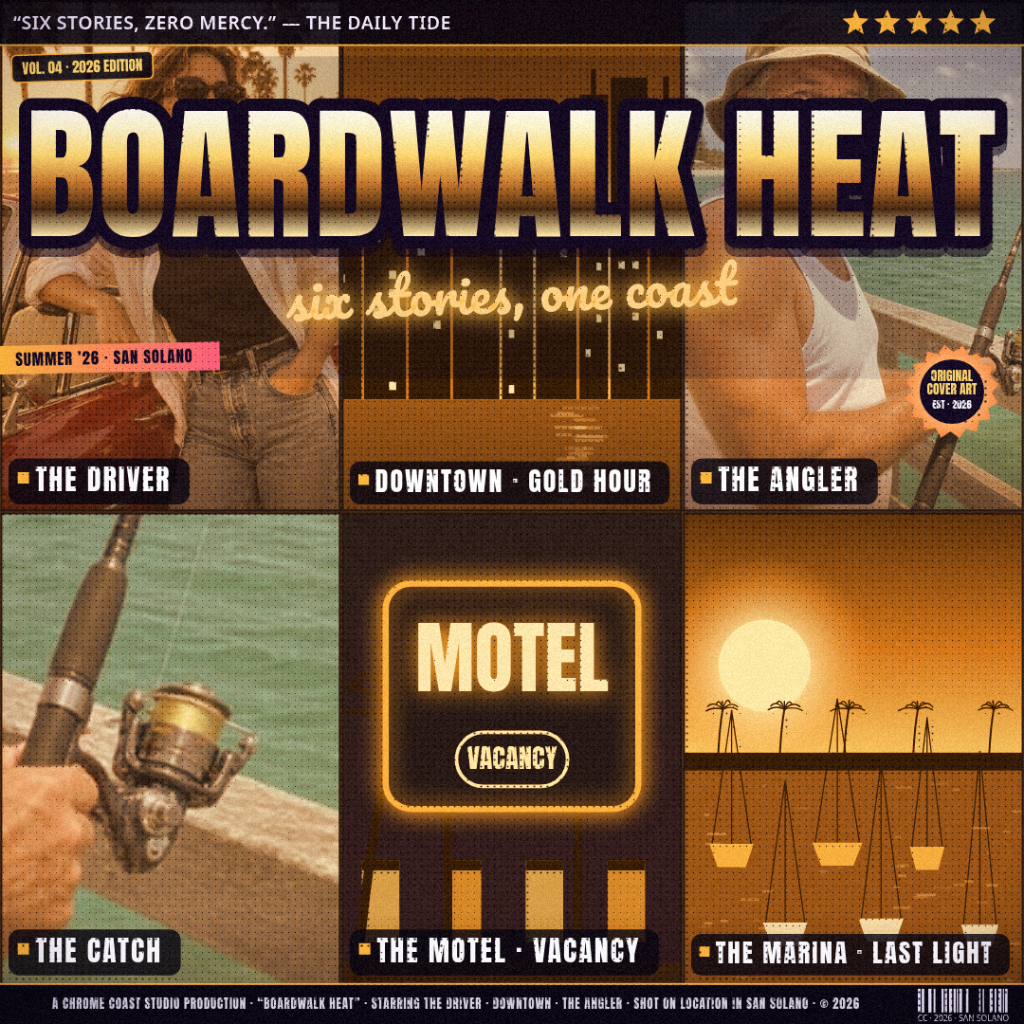 “SIX STORIES, ZERO MERCY.” — THE DAILY TIDE
VOL. 04 · 2026 EDITION
BOARDWALK HEAT
six stories, one coast
SUMMER ’26 · SAN SOLANO
ORIGINAL
COVER ART
EST · 2026
THE DRIVER
DOWNTOWN · GOLD HOUR
THE ANGLER
MOTEL
VACANCY
THE CATCH
THE MOTEL · VACANCY
THE MARINA · LAST LIGHT
A CHROME COAST STUDIO PRODUCTION · “BOARDWALK HEAT” · STARRING THE DRIVER · DOWNTOWN · THE ANGLER · SHOT ON LOCATION IN SAN SOLANO · © 2026
CC · 2026 · SAN SOLANO